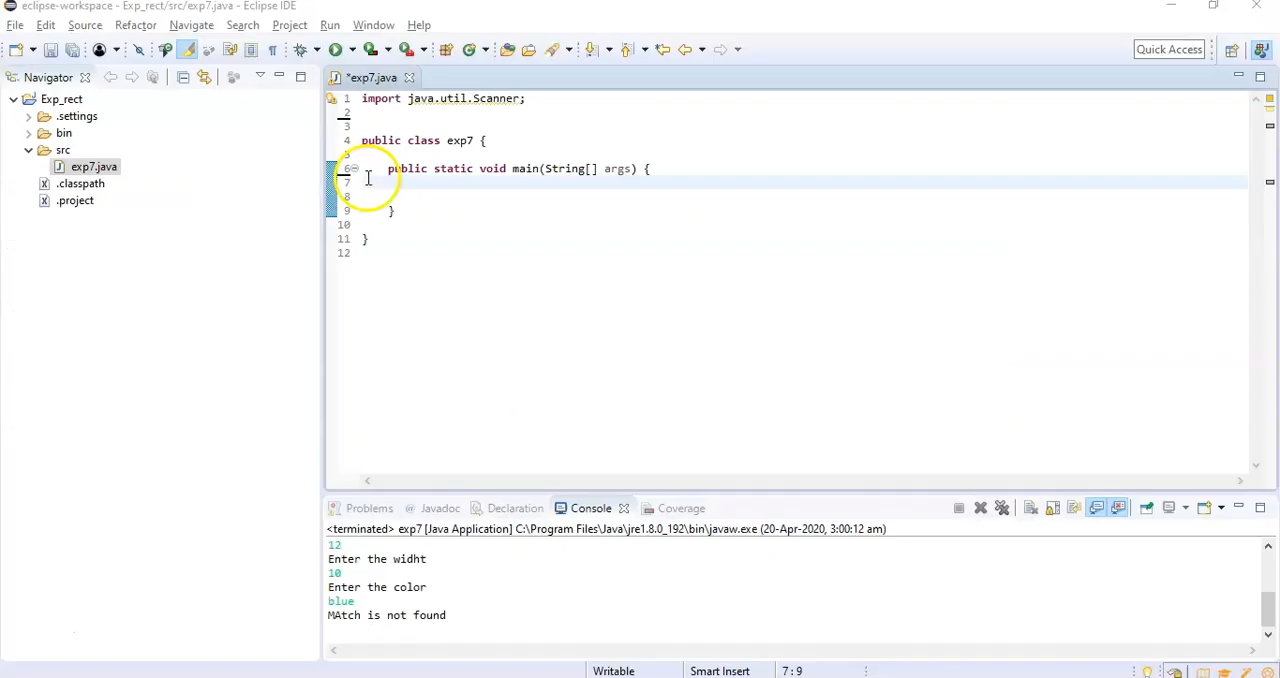 eclipse-workspace - Exp_rect/src/exp7.java - Eclipse IDE
File Edit Source Refactor Navigate Search Project Run Window Help
Quick Access
Navigator
*exp7.java
Exp_rect
.settings
bin
src
exp7.java
.classpath
.project
1 import java.util.Scanner;
2
3
4 public class exp7 {
5
6 public static void main(String[] args) {
7
8
9 }
10
11 }
12
Problems Javadoc Declaration Console Coverage
<terminated> exp7 [Java Application] C:\Program Files\Java\jre1.8.0_192\bin\javaw.exe (20-Apr-2020, 3:00:12 am)
12
Enter the widht
10
Enter the color
blue
MAtch is not found
Writable Smart Insert 7 : 9